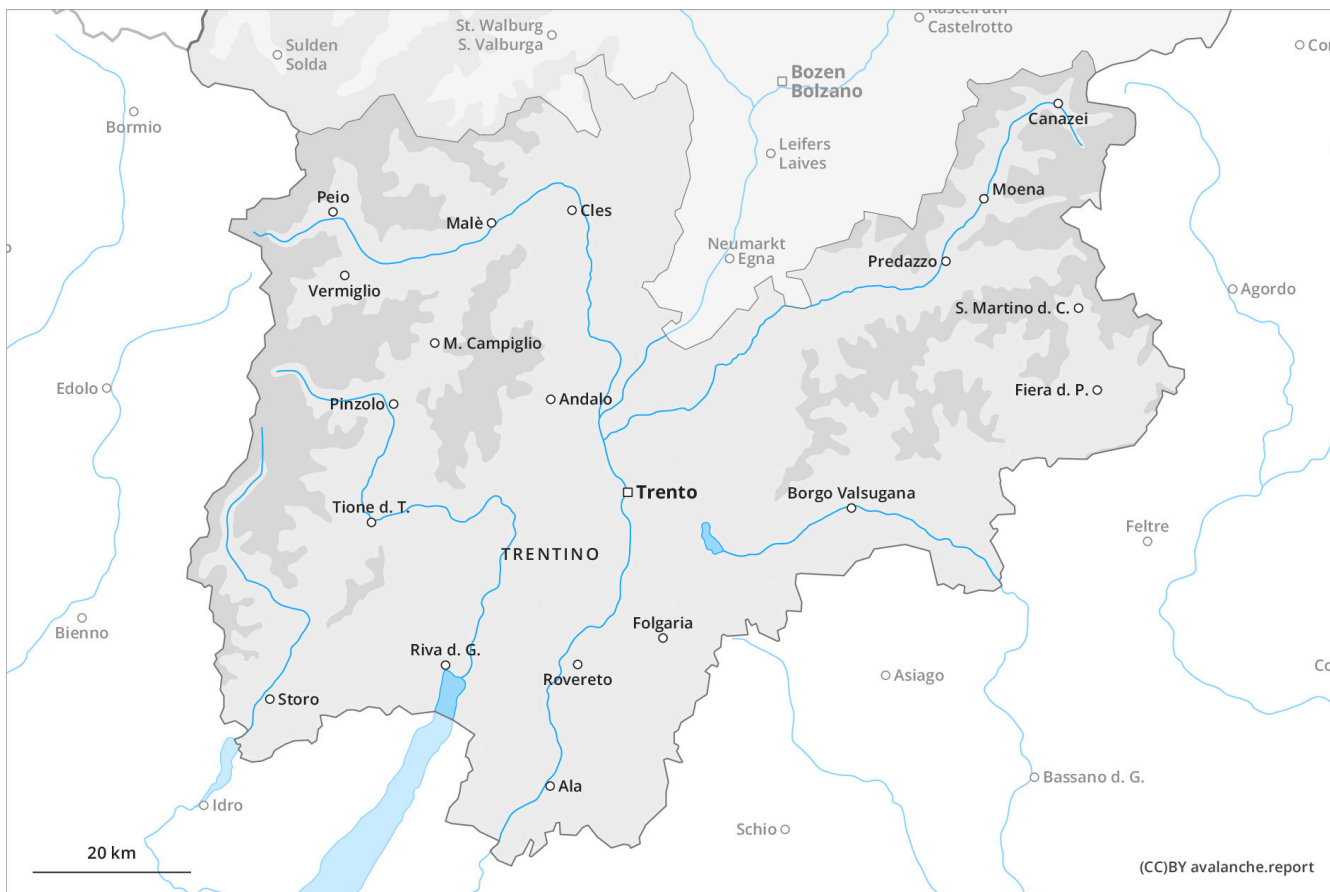 St. Walburg
S. Valburga
Castelrotto
Sulden
Solda
Bozen
Bolzano
Bormio
Canazei
Leifers
Laives
Peio
Moena
Malè
Cles
Neumarkt
Egna
Predazzo
Vermiglio
Agordo
S. Martino d. C.
M. Campiglio
Edolo
Fiera d. P.
Pinzolo
Andalo
Trento
Borgo Valsugana
Tione d. T.
Feltre
TRENTINO
Bienno
Folgaria
Riva d. G.
Rovereto
Asiago
Storo
Ala
Bassano d. G.
Idro
Schio
20 km
(CC)BY avalanche.report